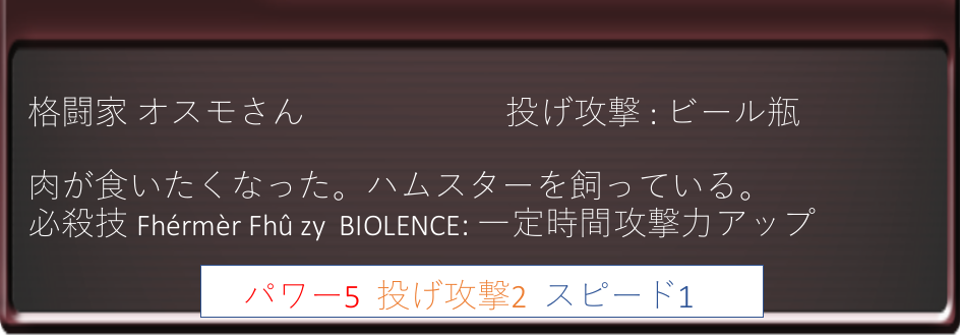 格闘家 オスモさん 投げ攻撃 : ビール瓶
肉が食いたくなった。ハムスターを飼っている。
必殺技 Fhérmèr Fhû zy BIOLENCE: 一定時間攻撃力アップ
パワー5 投げ攻撃2 スピード1